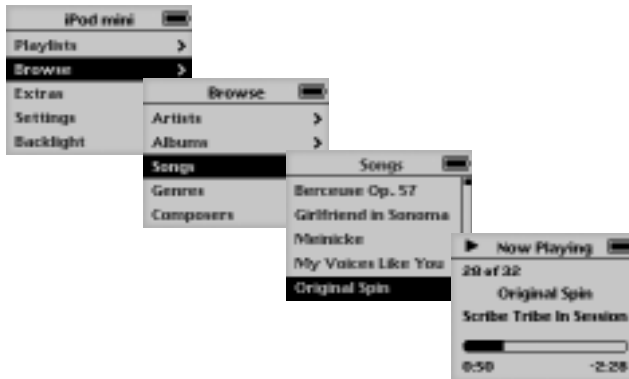 iPod mini
Playlists
Browse
Extras
Settings
Backlight
Browse
Artists
Albums
Songs
Genres
Composers
Songs
Berceuse Op. 57
Girlfriend in Sonoma
Meinicke
My Voices Like You
Original Spin
Now Playing
28 of 32
Original Spin
Scribe Tribe In Session
0:50
-2:28